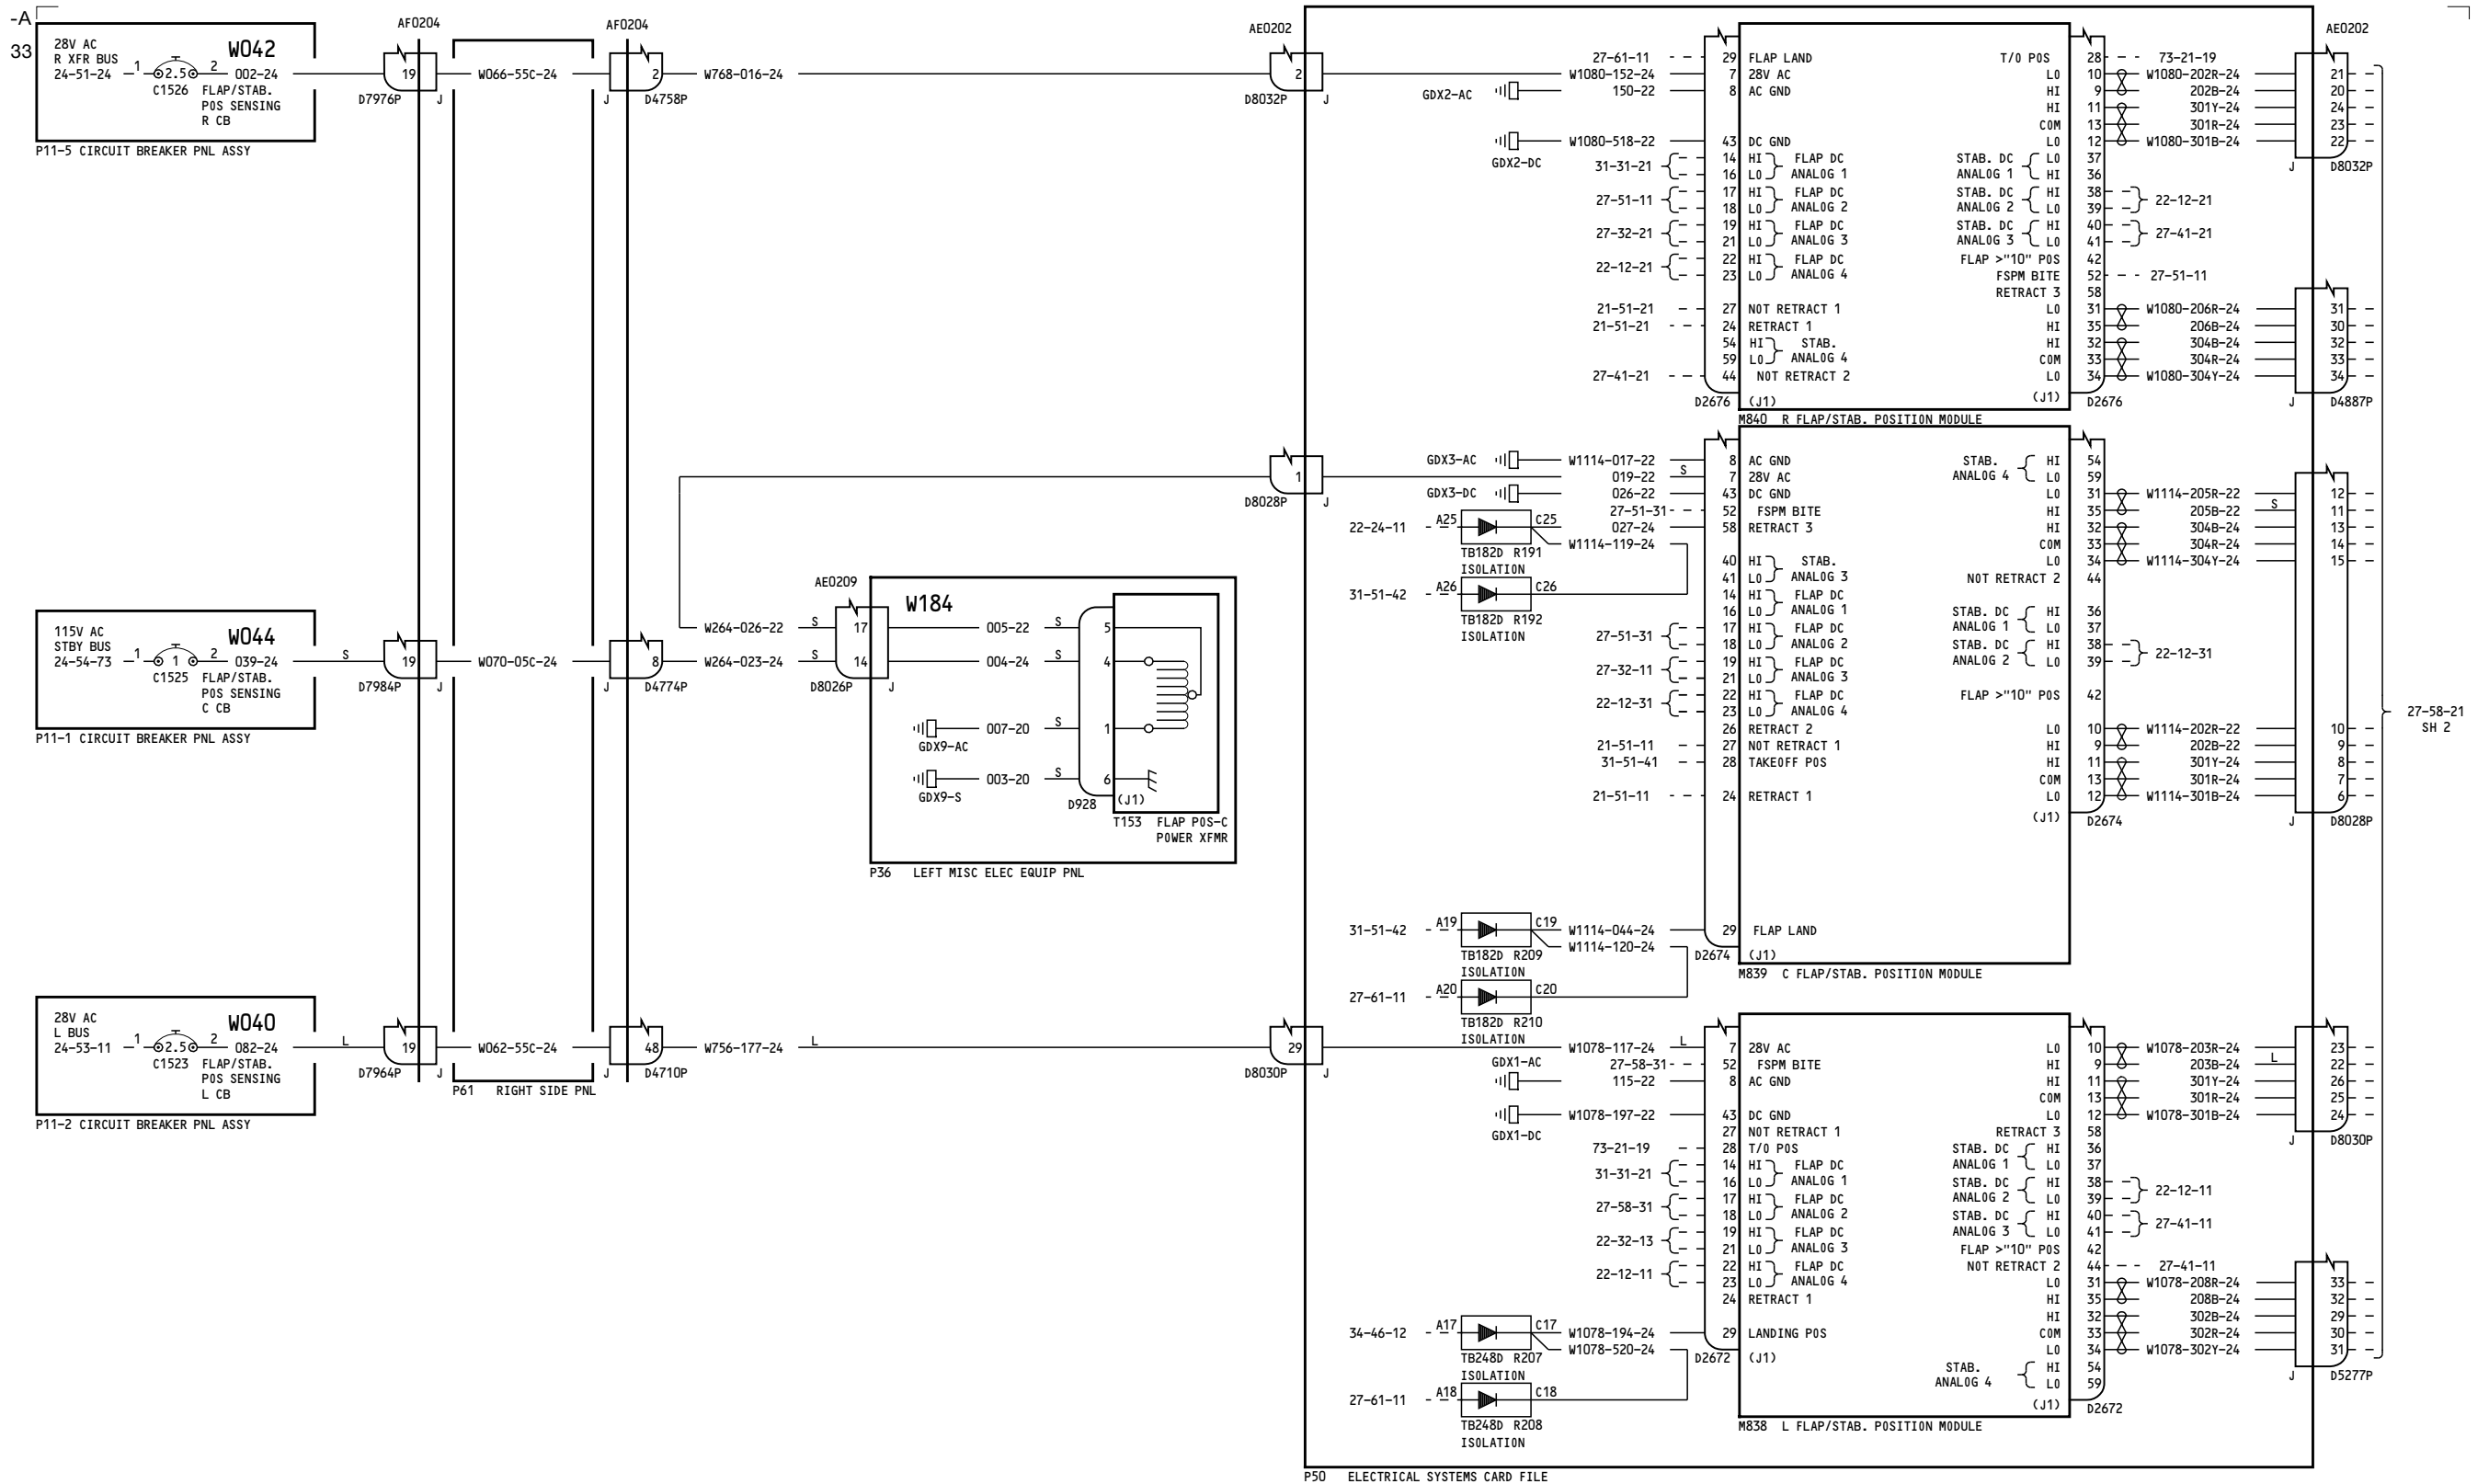 -A
33
28V AC
R XFR BUS
24-51-24
1
2.5
2
W042
002-24
C1526
FLAP/STAB.
POS SENSING
R CB
P11-5 CIRCUIT BREAKER PNL ASSY
AF0204
19
D7976P
J
W066-55C-24
AF0204
2
J
D4758P
W768-016-24
AE0202
2
D8032P
J
115V AC
STBY BUS
24-54-73
1
1
2
W044
039-24
C1525
FLAP/STAB.
POS SENSING
C CB
P11-1 CIRCUIT BREAKER PNL ASSY
S
19
D7984P
J
W070-05C-24
8
J
D4774P
W264-026-22 S
W264-023-24 S
AE0209
17
14
D8026P
J
W184
005-22 S 5
004-24 S 4
007-20 S 1
GDX9-AC
003-20 S 6
GDX9-S
D928
(J1)
T153 FLAP POS-C
POWER XFMR
P36 LEFT MISC ELEC EQUIP PNL
1
D8028P
J
28V AC
L BUS
24-53-11
1
2.5
2
W040
082-24
C1523
FLAP/STAB.
POS SENSING
L CB
P11-2 CIRCUIT BREAKER PNL ASSY
L
19
D7964P
J
W062-55C-24
P61 RIGHT SIDE PNL
48
J
D4710P
W756-177-24 L
29
D8030P
J
27-61-11 29 FLAP LAND
W1080-152-24 7 28V AC
GDX2-AC 150-22 8 AC GND
W1080-518-22 43 DC GND
GDX2-DC
31-31-21 14 HI FLAP DC
16 LO ANALOG 1
27-51-11 17 HI FLAP DC
18 LO ANALOG 2
27-32-21 19 HI FLAP DC
21 LO ANALOG 3
22-12-21 22 HI FLAP DC
23 LO ANALOG 4
21-51-21 27 NOT RETRACT 1
21-51-21 24 RETRACT 1
54 HI STAB.
59 LO ANALOG 4
27-41-21 44 NOT RETRACT 2
D2676 (J1)
T/O POS 28 73-21-19
LO 10 W1080-202R-24 21
HI 9 202B-24 20
HI 11 301Y-24 24
COM 13 301R-24 23
LO 12 W1080-301B-24 22
AE0202
J D8032P
STAB. DC LO 37
ANALOG 1 HI 36
STAB. DC HI 38
ANALOG 2 LO 39 22-12-21
STAB. DC HI 40
ANALOG 3 LO 41 27-41-21
FLAP >"10" POS 42
FSPM BITE 52 27-51-11
RETRACT 3 58
LO 31 W1080-206R-24 31
HI 35 206B-24 30
HI 32 304B-24 32
COM 33 304R-24 33
LO 34 W1080-304Y-24 34
(J1) D2676
J D4887P
M840 R FLAP/STAB. POSITION MODULE
GDX3-AC W1114-017-22 8 AC GND
019-22 S 7 28V AC
GDX3-DC 026-22 43 DC GND
27-51-31 52 FSPM BITE
22-24-11 A25 C25 027-24 58 RETRACT 3
W1114-119-24
TB182D R191
ISOLATION
31-51-42 A26 C26
TB182D R192
ISOLATION
40 HI STAB.
41 LO ANALOG 3
14 HI FLAP DC
16 LO ANALOG 1
27-51-31 17 HI FLAP DC
18 LO ANALOG 2
27-32-11 19 HI FLAP DC
21 LO ANALOG 3
22-12-31 22 HI FLAP DC
23 LO ANALOG 4
26 RETRACT 2
21-51-11 27 NOT RETRACT 1
31-51-41 28 TAKEOFF POS
21-51-11 24 RETRACT 1
31-51-42 A19 C19 W1114-044-24 29 FLAP LAND
W1114-120-24
TB182D R209
ISOLATION
D2674 (J1)
27-61-11 A20 C20
TB182D R210
ISOLATION
STAB. HI 54
ANALOG 4 LO 59
LO 31 W1114-205R-22 12
HI 35 205B-22 S 11
HI 32 304B-24 13
COM 33 304R-24 14
LO 34 W1114-304Y-24 15
NOT RETRACT 2 44
STAB. DC HI 36
ANALOG 1 LO 37
STAB. DC HI 38
ANALOG 2 LO 39 22-12-31
FLAP >"10" POS 42
LO 10 W1114-202R-22 10
HI 9 202B-22 9
HI 11 301Y-24 8
COM 13 301R-24 7
LO 12 W1114-301B-24 6
(J1) D2674
J D8028P
27-58-21
SH 2
M839 C FLAP/STAB. POSITION MODULE
W1078-117-24 L 7 28V AC
GDX1-AC 27-58-31 52 FSPM BITE
115-22 8 AC GND
W1078-197-22 43 DC GND
GDX1-DC
27 NOT RETRACT 1
73-21-19 28 T/O POS
31-31-21 14 HI FLAP DC
16 LO ANALOG 1
27-58-31 17 HI FLAP DC
18 LO ANALOG 2
22-32-13 19 HI FLAP DC
21 LO ANALOG 3
22-12-11 22 HI FLAP DC
23 LO ANALOG 4
24 RETRACT 1
34-46-12 A17 C17 W1078-194-24 29 LANDING POS
W1078-520-24
TB248D R207
ISOLATION
D2672 (J1)
27-61-11 A18 C18
TB248D R208
ISOLATION
LO 10 W1078-203R-24 23
HI 9 203B-24 L 22
HI 11 301Y-24 26
COM 13 301R-24 25
LO 12 W1078-301B-24 24
RETRACT 3 58
J D8030P
STAB. DC HI 36
ANALOG 1 LO 37
STAB. DC HI 38
ANALOG 2 LO 39 22-12-11
STAB. DC HI 40
ANALOG 3 LO 41 27-41-11
FLAP >"10" POS 42
NOT RETRACT 2 44 27-41-11
LO 31 W1078-208R-24 33
HI 35 208B-24 32
HI 32 302B-24 29
COM 33 302R-24 30
LO 34 W1078-302Y-24 31
STAB. HI 54
ANALOG 4 LO 59
(J1) D2672
J D5277P
M838 L FLAP/STAB. POSITION MODULE
P50 ELECTRICAL SYSTEMS CARD FILE